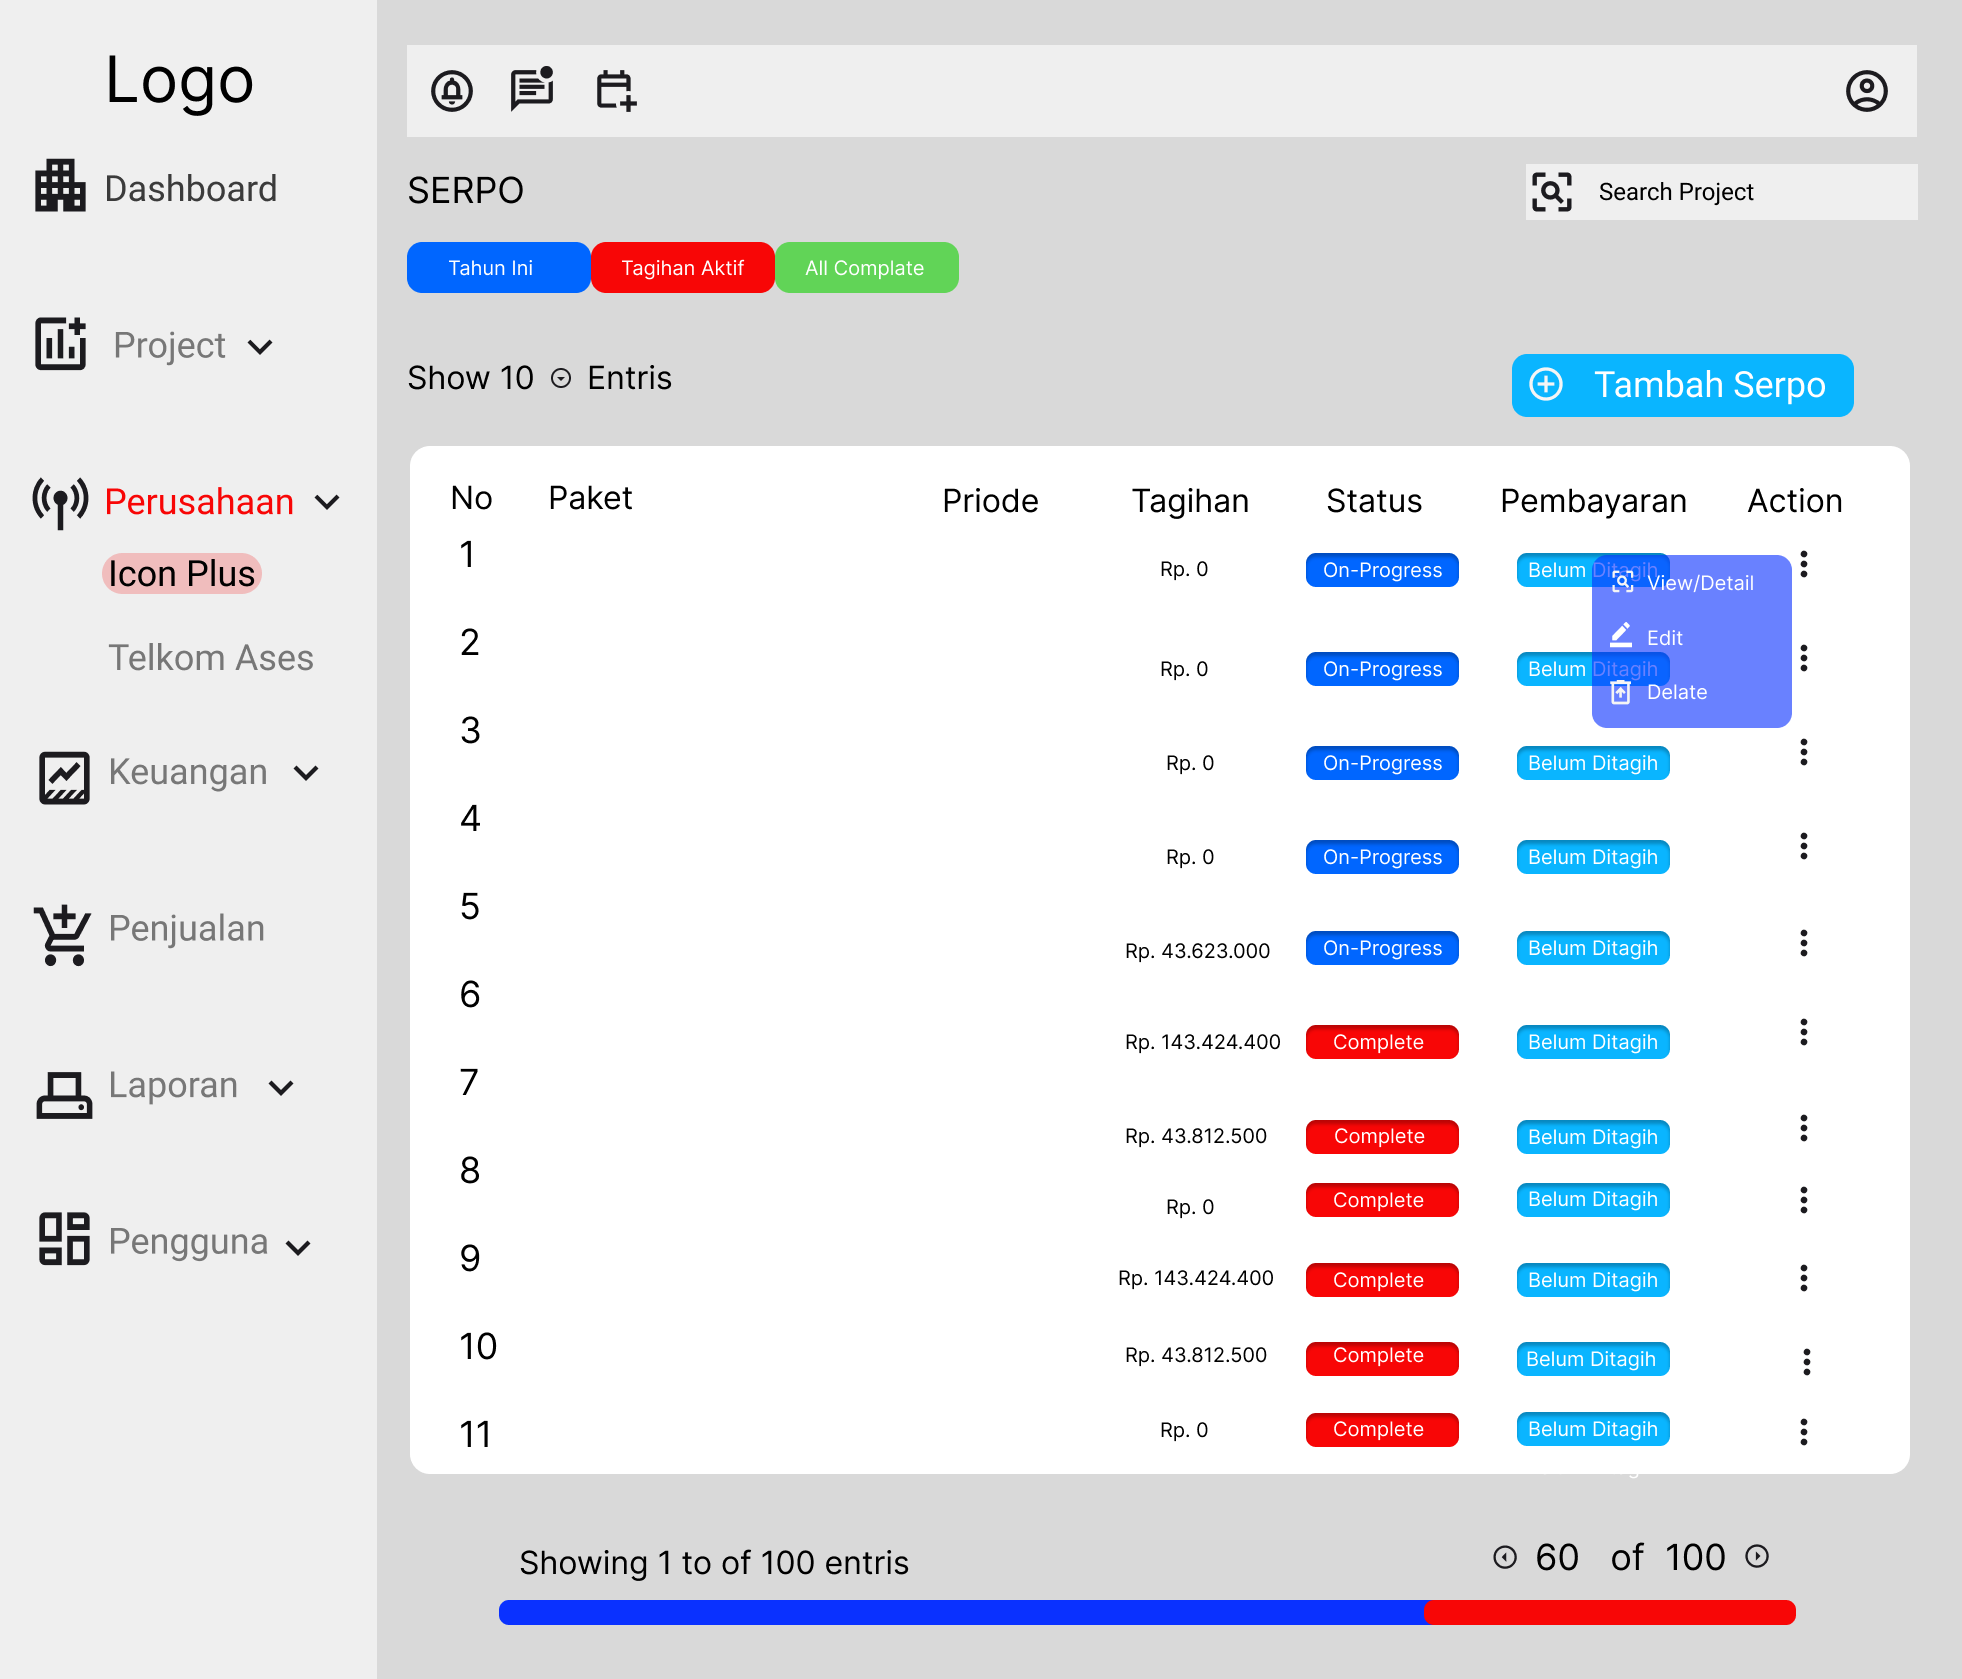 Logo
Dashboard
Project
Perusahaan
Icon Plus
Telkom Ases
Keuangan
Penjualan
Laporan
Pengguna
SERPO
Search Project
Tahun Ini Tagihan Aktif All Complate
Show 10 Entris
Tambah Serpo
No Paket Priode Tagihan Status Pembayaran Action
1 Rp. 0 On-Progress Belum Ditagih
View/Detail
Edit
Delate
2 Rp. 0 On-Progress Belum Ditagih
3 Rp. 0 On-Progress Belum Ditagih
4 Rp. 0 On-Progress Belum Ditagih
5 Rp. 43.623.000 On-Progress Belum Ditagih
6 Rp. 143.424.400 Complete Belum Ditagih
7 Rp. 43.812.500 Complete Belum Ditagih
8 Rp. 0 Complete Belum Ditagih
9 Rp. 143.424.400 Complete Belum Ditagih
10 Rp. 43.812.500 Complete Belum Ditagih
11 Rp. 0 Complete Belum Ditagih
Showing 1 to of 100 entris
60 of 100